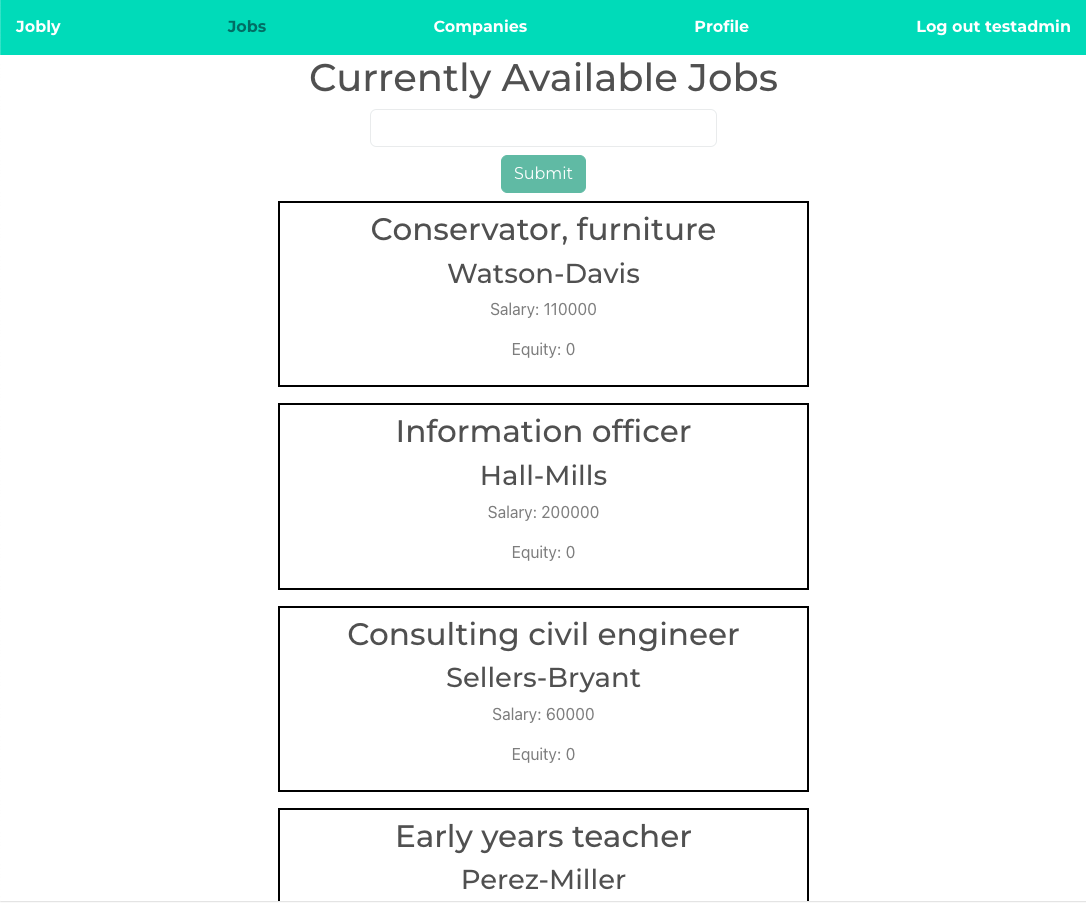 Jobly Jobs Companies Profile Log out testadmin
Currently Available Jobs
Submit
Conservator, furniture
Watson-Davis
Salary: 110000
Equity: 0
Information officer
Hall-Mills
Salary: 200000
Equity: 0
Consulting civil engineer
Sellers-Bryant
Salary: 60000
Equity: 0
Early years teacher
Perez-Miller